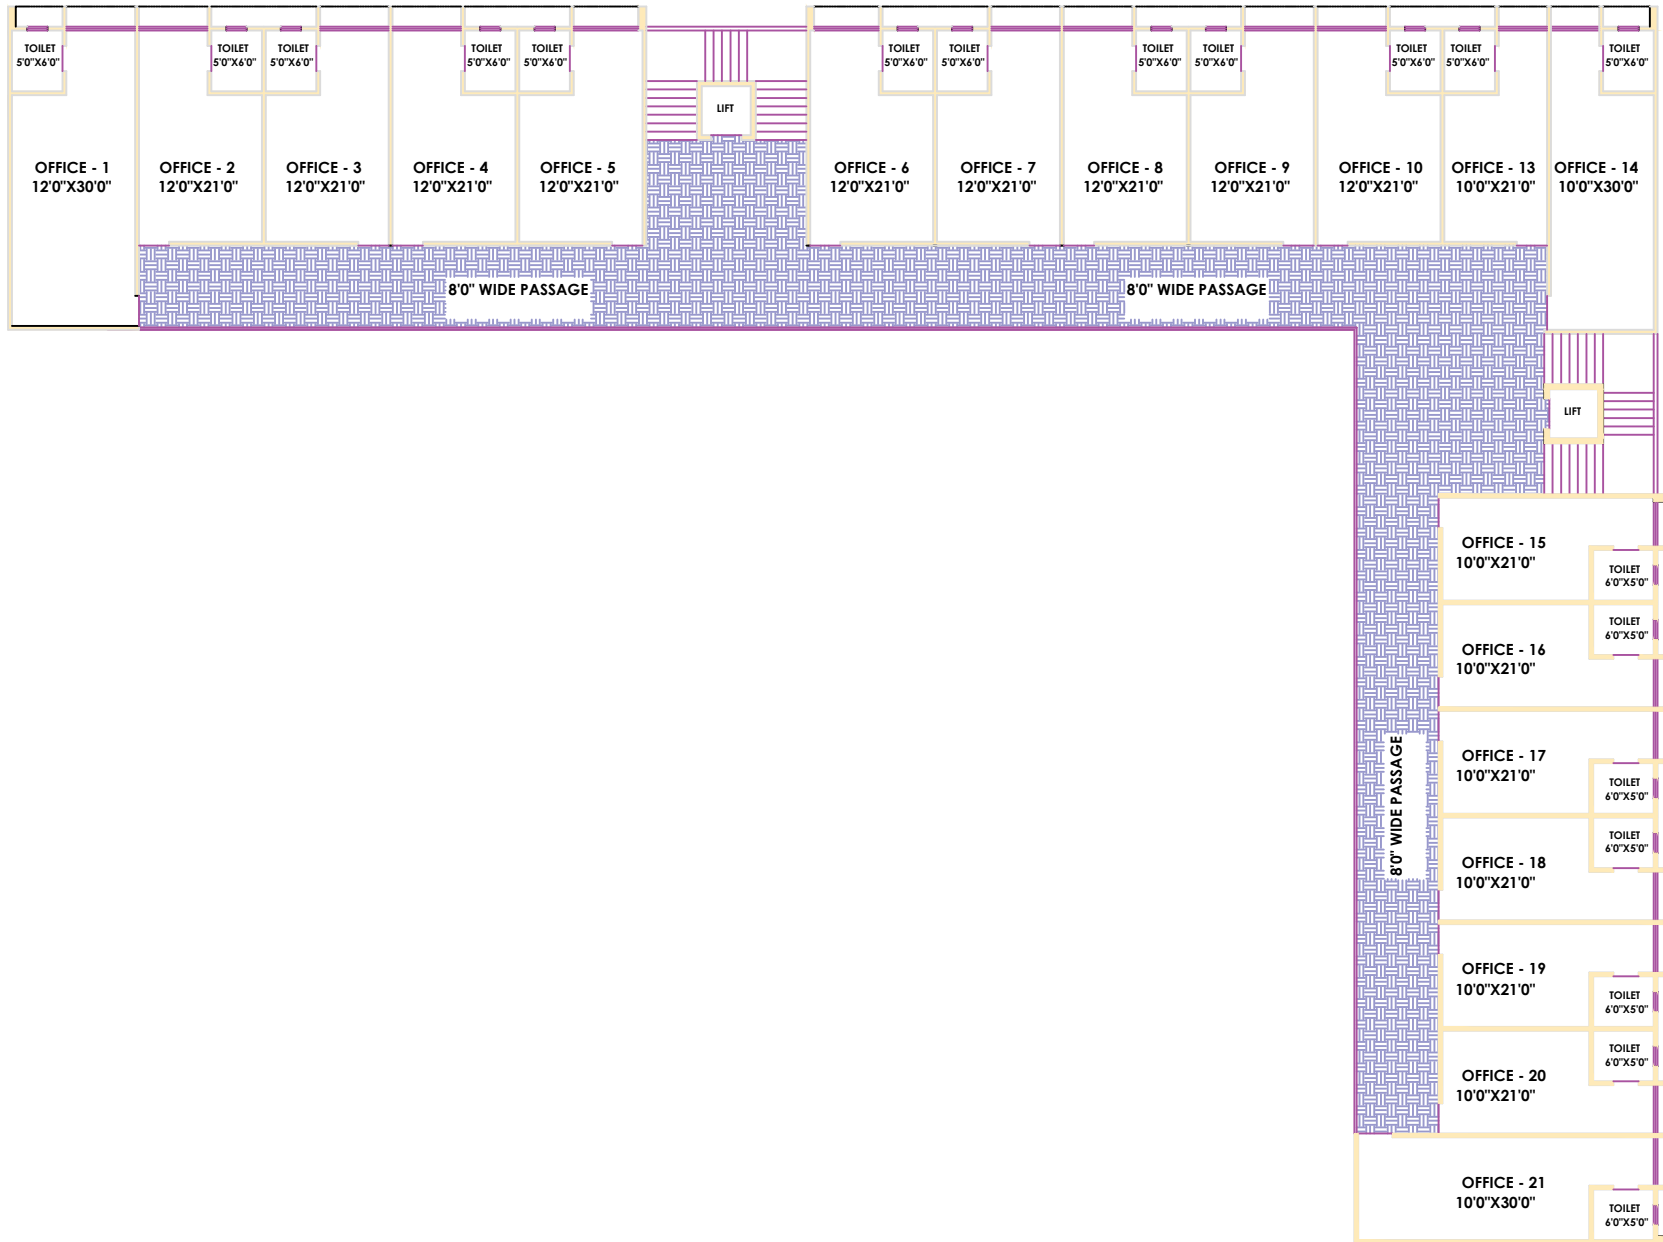 TOILET
5'0"X6'0"
TOILET
5'0"X6'0"
TOILET
5'0"X6'0"
TOILET
5'0"X6'0"
TOILET
5'0"X6'0"
TOILET
5'0"X6'0"
TOILET
5'0"X6'0"
TOILET
5'0"X6'0"
TOILET
5'0"X6'0"
TOILET
5'0"X6'0"
TOILET
5'0"X6'0"
TOILET
5'0"X6'0"
LIFT
OFFICE - 1
12'0"X30'0"
OFFICE - 2
12'0"X21'0"
OFFICE - 3
12'0"X21'0"
OFFICE - 4
12'0"X21'0"
OFFICE - 5
12'0"X21'0"
OFFICE - 6
12'0"X21'0"
OFFICE - 7
12'0"X21'0"
OFFICE - 8
12'0"X21'0"
OFFICE - 9
12'0"X21'0"
OFFICE - 10
12'0"X21'0"
OFFICE - 13
10'0"X21'0"
OFFICE - 14
10'0"X30'0"
8'0" WIDE PASSAGE
8'0" WIDE PASSAGE
LIFT
OFFICE - 15
10'0"X21'0"
TOILET
6'0"X5'0"
TOILET
6'0"X5'0"
OFFICE - 16
10'0"X21'0"
8'0" WIDE PASSAGE
OFFICE - 17
10'0"X21'0"
TOILET
6'0"X5'0"
TOILET
6'0"X5'0"
OFFICE - 18
10'0"X21'0"
OFFICE - 19
10'0"X21'0"
TOILET
6'0"X5'0"
TOILET
6'0"X5'0"
OFFICE - 20
10'0"X21'0"
OFFICE - 21
10'0"X30'0"
TOILET
6'0"X5'0"